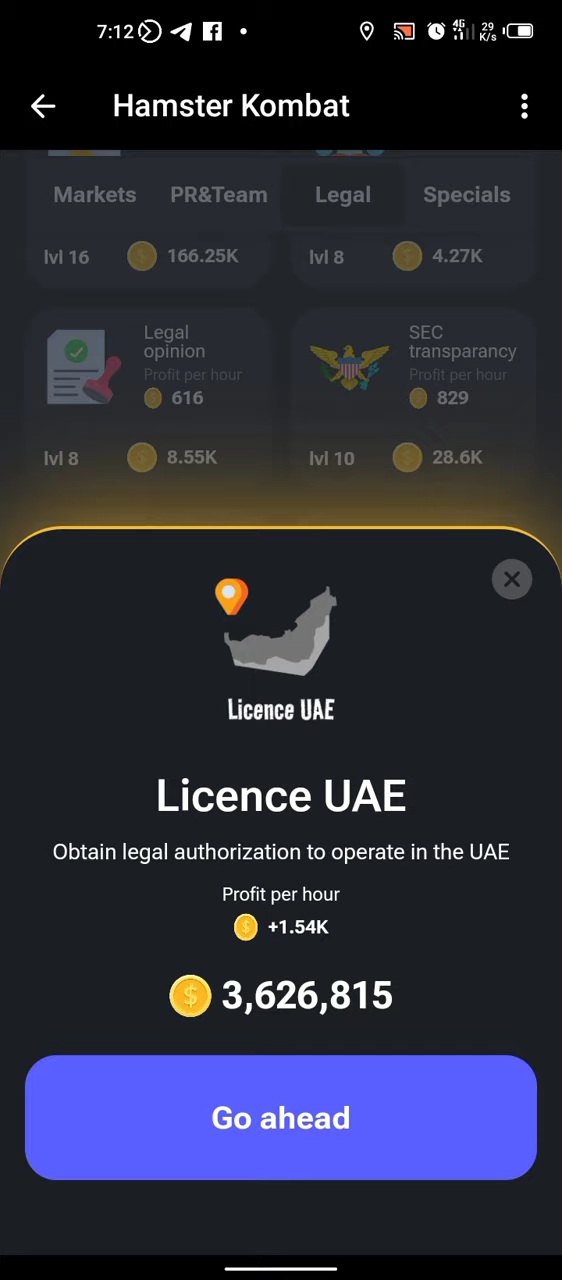 7:12
4G
29
K/s
Hamster Kombat
Markets PR&Team Legal Specials
lvl 16 166.25K
lvl 8 4.27K
Legal
opinion
Profit per hour
616
lvl 8 8.55K
SEC
transparancy
Profit per hour
829
lvl 10 28.6K
Licence UAE
Licence UAE
Obtain legal authorization to operate in the UAE
Profit per hour
+1.54K
3,626,815
Go ahead